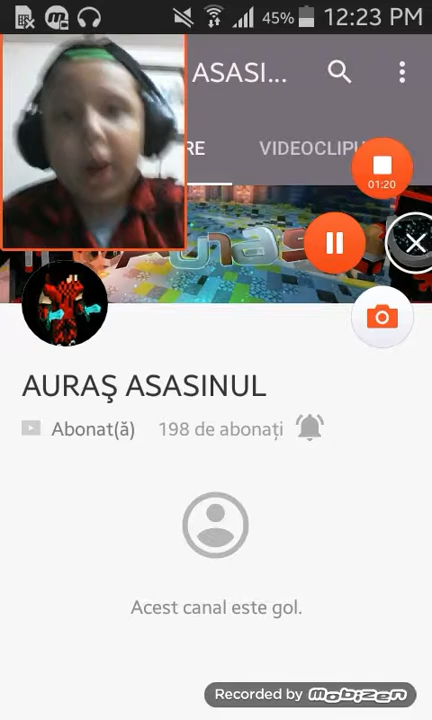 45% 12:23 PM
ASASI...
RE VIDEOCLIPU
01:20
AURAŞ ASASINUL
Abonat(ă) 198 de abonați
Acest canal este gol.
Recorded by mobizen